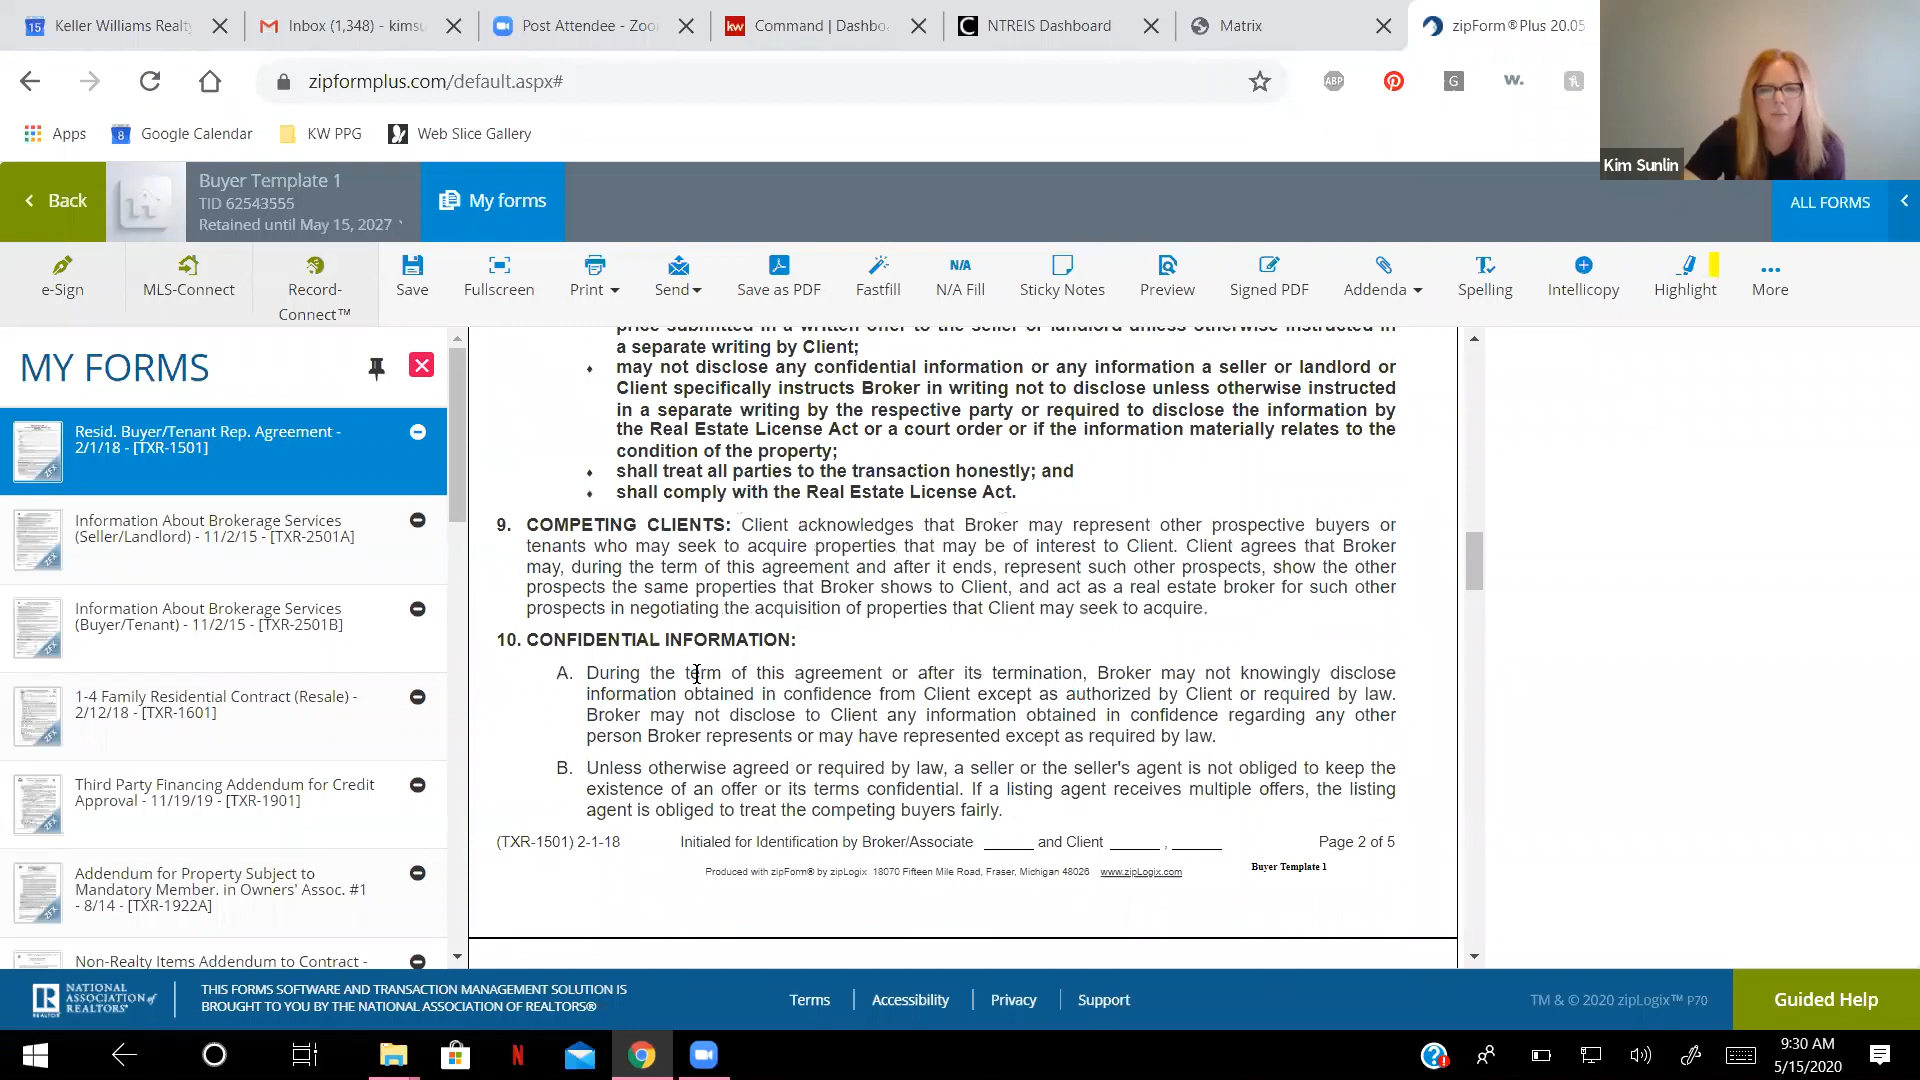 Keller Williams Realty
Inbox (1,348) - kimsu
Post Attendee - Zoo
kw
Command | Dashbo
NTREIS Dashboard
Matrix
zipForm®Plus 20.05
zipformplus.com/default.aspx#
ABP
G
w.
Apps
Google Calendar
KW PPG
Web Slice Gallery
Kim Sunlin
Back
Buyer Template 1
TID 62543555
Retained until May 15, 2027
My forms
ALL FORMS
e-Sign
MLS-Connect
Record-
Connect™
Save
Fullscreen
Print
Send
Save as PDF
Fastfill
N/A
N/A Fill
Sticky Notes
Preview
Signed PDF
Addenda
Spelling
Intellicopy
Highlight
More
MY FORMS
Resid. Buyer/Tenant Rep. Agreement -
2/1/18 - [TXR-1501]
Information About Brokerage Services
(Seller/Landlord) - 11/2/15 - [TXR-2501A]
Information About Brokerage Services
(Buyer/Tenant) - 11/2/15 - [TXR-2501B]
1-4 Family Residential Contract (Resale) -
2/12/18 - [TXR-1601]
Third Party Financing Addendum for Credit
Approval - 11/19/19 - [TXR-1901]
Addendum for Property Subject to
Mandatory Member. in Owners' Assoc. #1
- 8/14 - [TXR-1922A]
Non-Realty Items Addendum to Contract -
price submitted in a written offer to the seller or landlord unless otherwise instructed in
a separate writing by Client;
may not disclose any confidential information or any information a seller or landlord or
Client specifically instructs Broker in writing not to disclose unless otherwise instructed
in a separate writing by the respective party or required to disclose the information by
the Real Estate License Act or a court order or if the information materially relates to the
condition of the property;
shall treat all parties to the transaction honestly; and
shall comply with the Real Estate License Act.
9. COMPETING CLIENTS: Client acknowledges that Broker may represent other prospective buyers or
tenants who may seek to acquire properties that may be of interest to Client. Client agrees that Broker
may, during the term of this agreement and after it ends, represent such other prospects, show the other
prospects the same properties that Broker shows to Client, and act as a real estate broker for such other
prospects in negotiating the acquisition of properties that Client may seek to acquire.
10. CONFIDENTIAL INFORMATION:
A. During the term of this agreement or after its termination, Broker may not knowingly disclose
information obtained in confidence from Client except as authorized by Client or required by law.
Broker may not disclose to Client any information obtained in confidence regarding any other
person Broker represents or may have represented except as required by law.
B. Unless otherwise agreed or required by law, a seller or the seller's agent is not obliged to keep the
existence of an offer or its terms confidential. If a listing agent receives multiple offers, the listing
agent is obliged to treat the competing buyers fairly.
(TXR-1501) 2-1-18 Initialed for Identification by Broker/Associate ______ and Client ______ , ______ Page 2 of 5
Produced with zipForm® by zipLogix 18070 Fifteen Mile Road, Fraser, Michigan 48026 www.zipLogix.com
Buyer Template 1
NATIONAL
ASSOCIATION of
REALTORS®
THIS FORMS SOFTWARE AND TRANSACTION MANAGEMENT SOLUTION IS
BROUGHT TO YOU BY THE NATIONAL ASSOCIATION OF REALTORS®
Terms
Accessibility
Privacy
Support
TM & © 2020 zipLogix™ P70
Guided Help
9:30 AM
5/15/2020